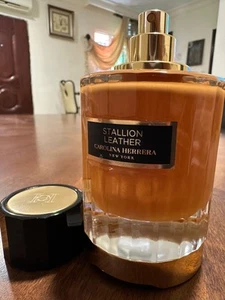 STALLION
LEATHER
CAROLINA HERRERA
NEW YORK